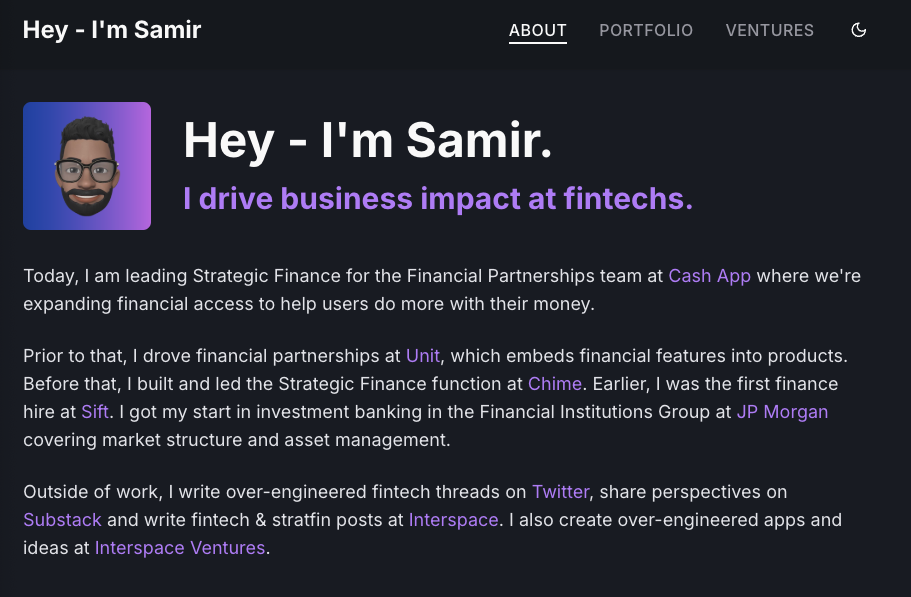 Hey - I'm Samir
ABOUT
PORTFOLIO
VENTURES
Hey - I'm Samir.
I drive business impact at fintechs.
Today, I am leading Strategic Finance for the Financial Partnerships team at Cash App where we're
expanding financial access to help users do more with their money.
Prior to that, I drove financial partnerships at Unit, which embeds financial features into products.
Before that, I built and led the Strategic Finance function at Chime. Earlier, I was the first finance
hire at Sift. I got my start in investment banking in the Financial Institutions Group at JP Morgan
covering market structure and asset management.
Outside of work, I write over-engineered fintech threads on Twitter, share perspectives on
Substack and write fintech & stratfin posts at Interspace. I also create over-engineered apps and
ideas at Interspace Ventures.